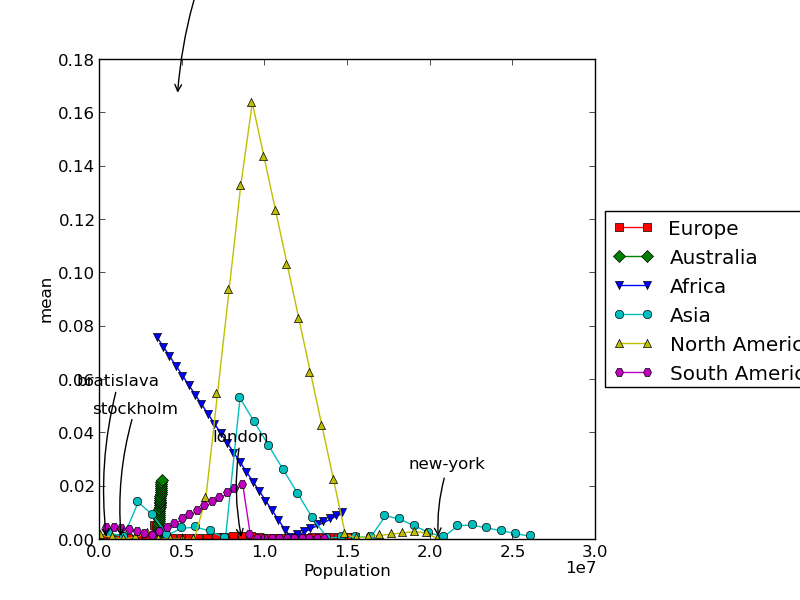 0.18
0.16
0.14
0.12
0.10
0.08
0.06
0.04
0.02
0.00
mean
bratislava
stockholm
london
new-york
0.0
0.5
1.0
1.5
2.0
2.5
3.0
1e7
Population
Europe
Australia
Africa
Asia
North Americ
South Americ